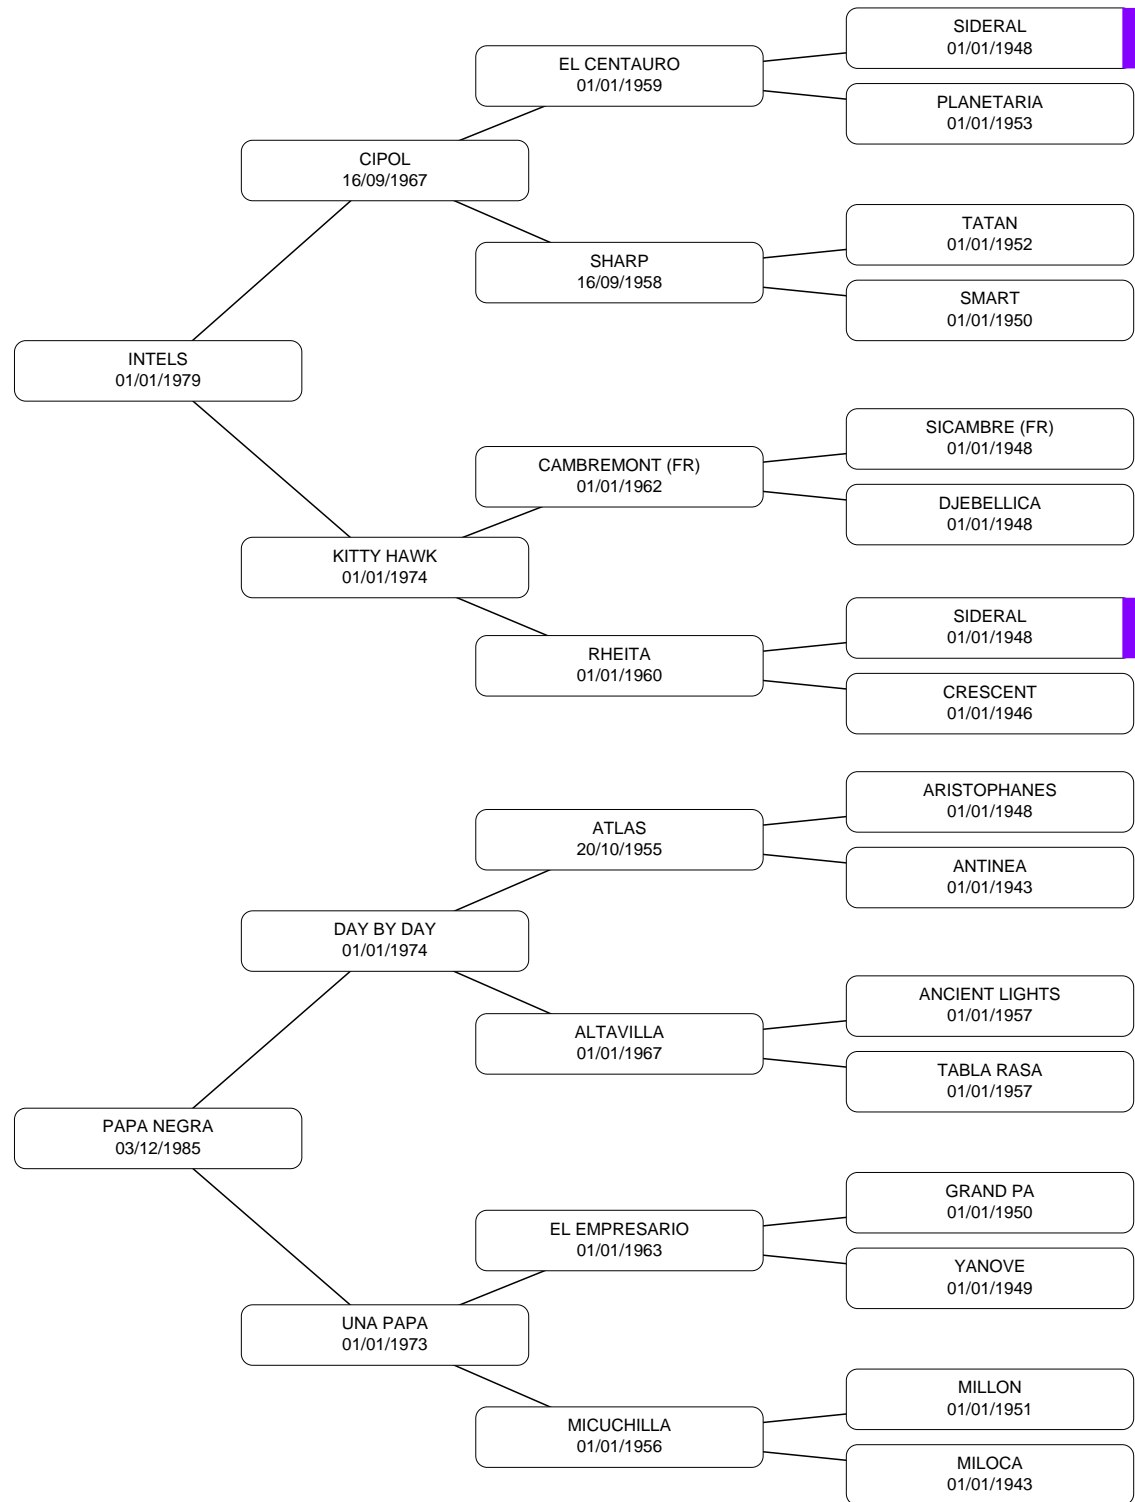 SIDERAL
01/01/1948
EL CENTAURO
01/01/1959
PLANETARIA
01/01/1953
CIPOL
16/09/1967
TATAN
01/01/1952
SHARP
16/09/1958
SMART
01/01/1950
INTELS
01/01/1979
SICAMBRE (FR)
01/01/1948
CAMBREMONT (FR)
01/01/1962
DJEBELLICA
01/01/1948
KITTY HAWK
01/01/1974
SIDERAL
01/01/1948
RHEITA
01/01/1960
CRESCENT
01/01/1946
ARISTOPHANES
01/01/1948
ATLAS
20/10/1955
ANTINEA
01/01/1943
DAY BY DAY
01/01/1974
ANCIENT LIGHTS
01/01/1957
ALTAVILLA
01/01/1967
TABLA RASA
01/01/1957
PAPA NEGRA
03/12/1985
GRAND PA
01/01/1950
EL EMPRESARIO
01/01/1963
YANOVE
01/01/1949
UNA PAPA
01/01/1973
MILLON
01/01/1951
MICUCHILLA
01/01/1956
MILOCA
01/01/1943